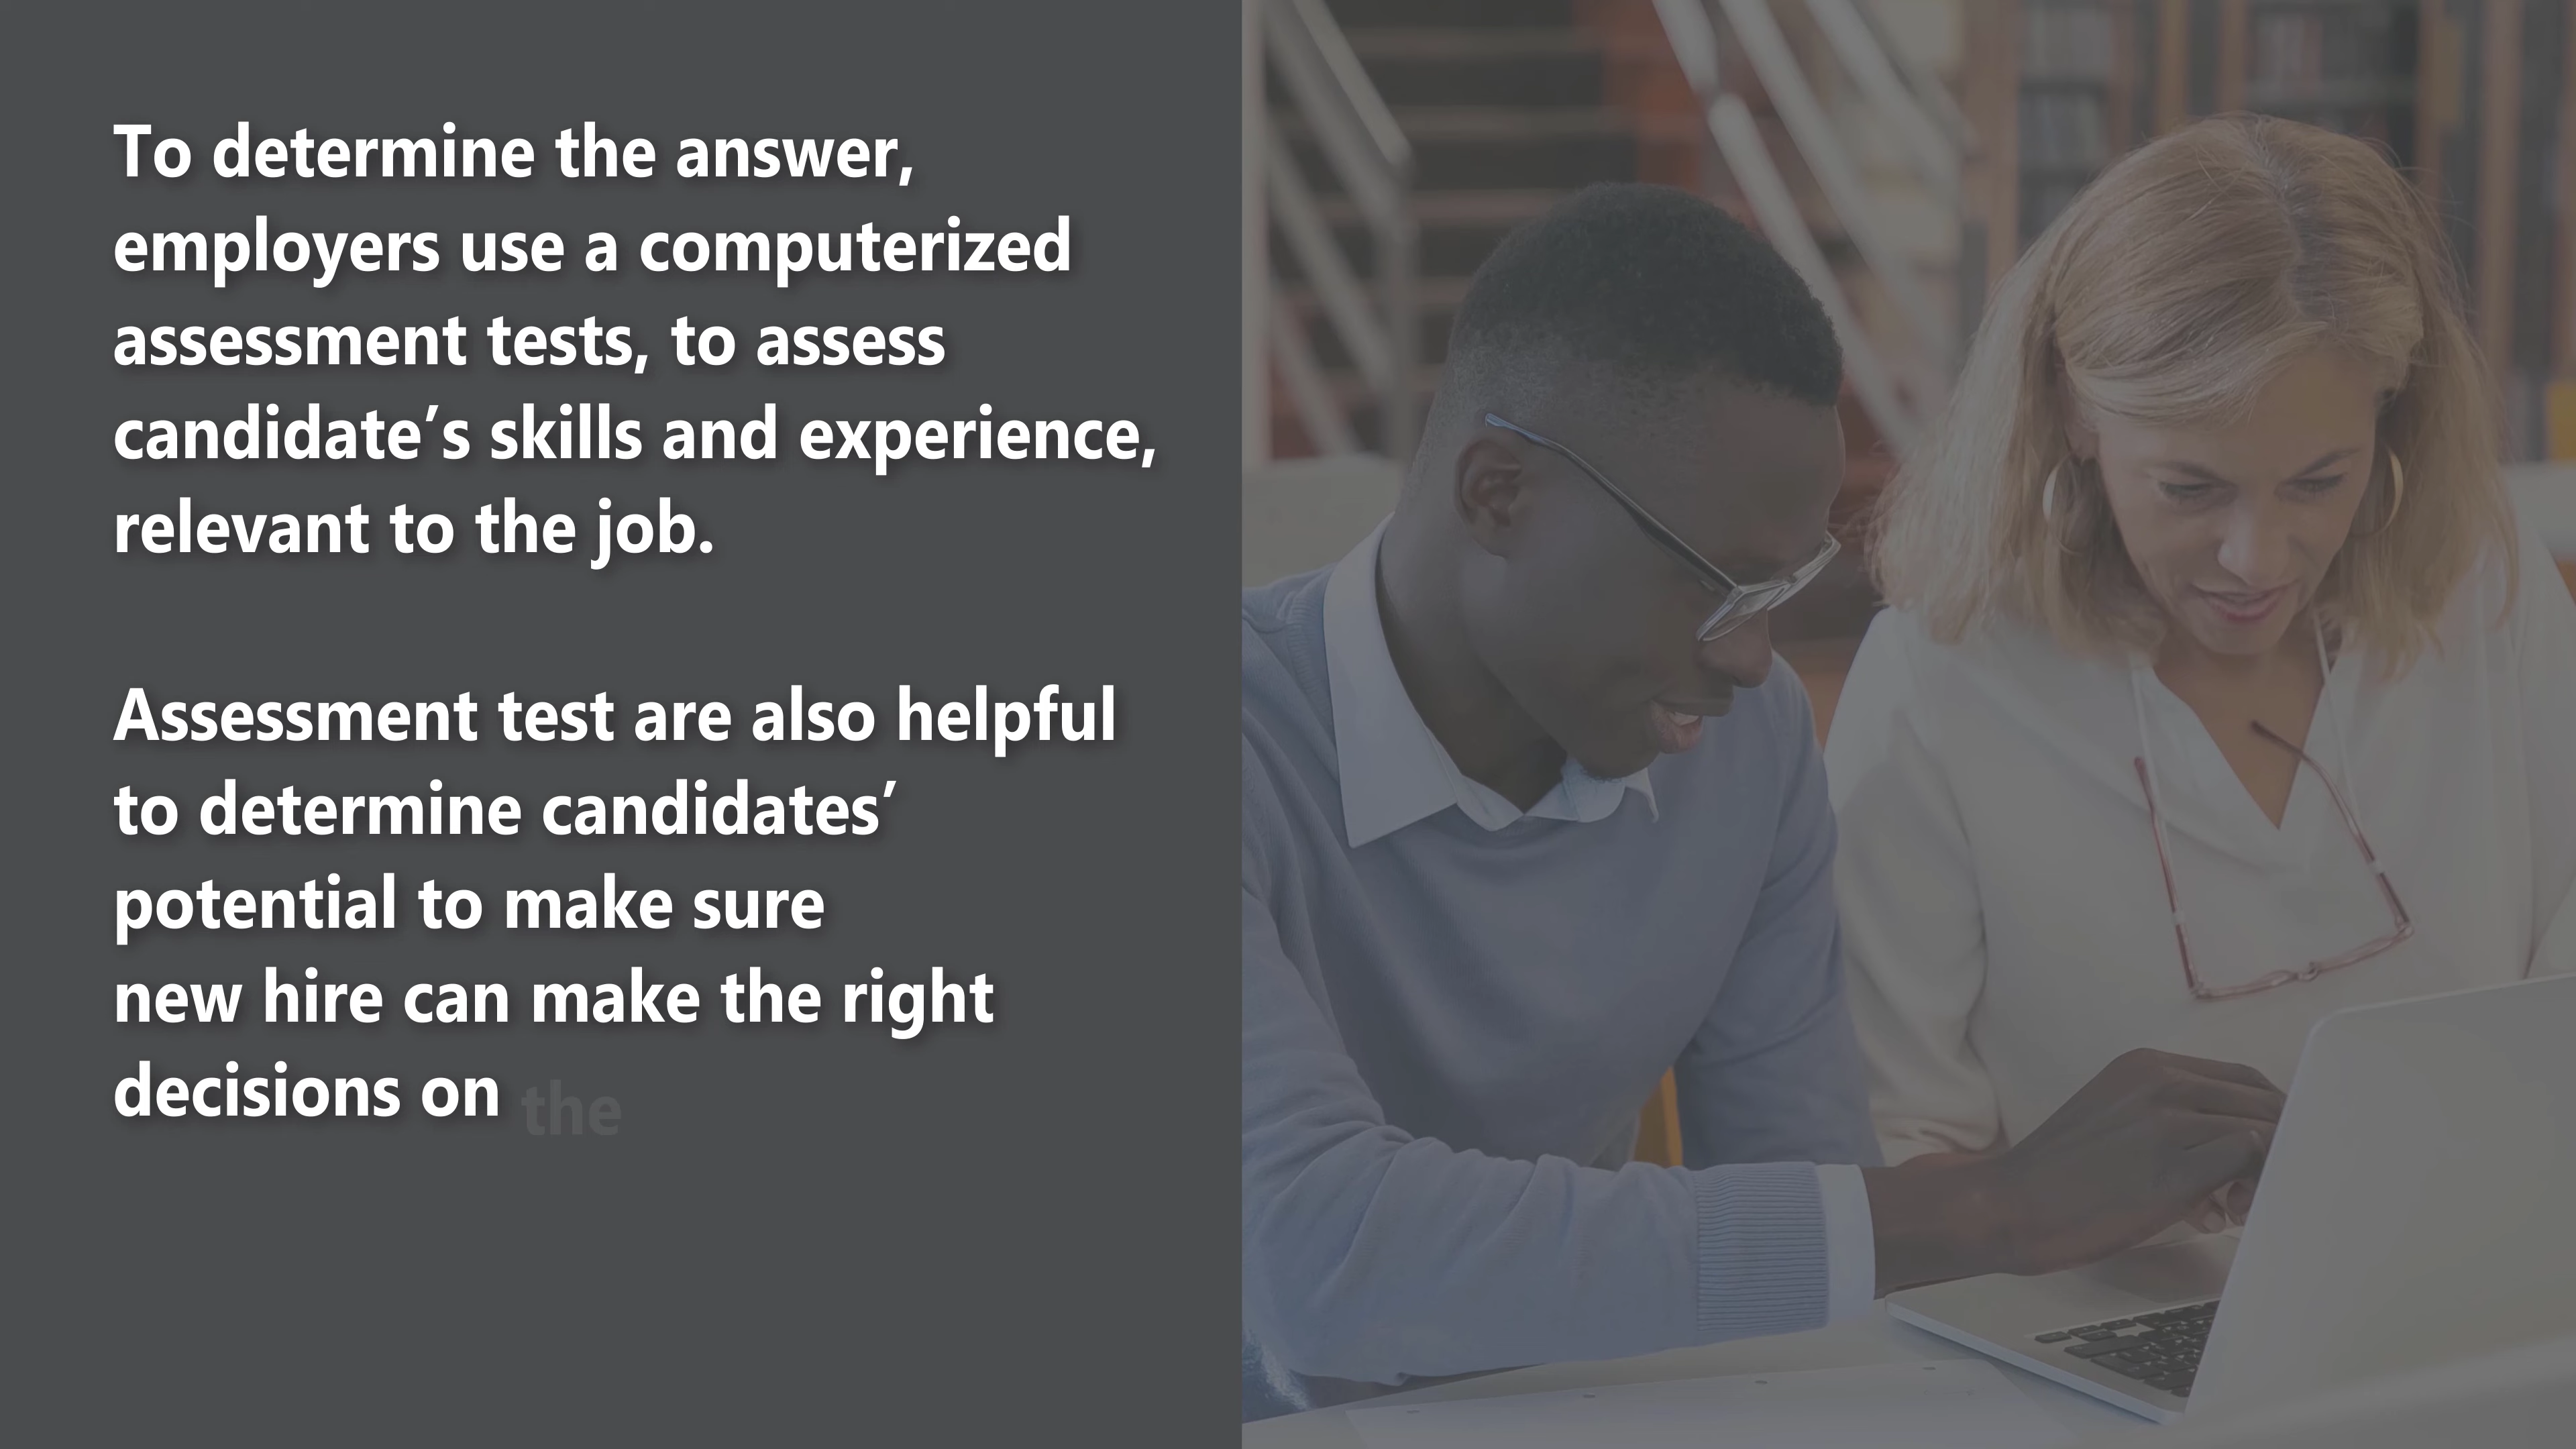 To determine the answer,
employers use a computerized
assessment tests, to assess
candidate’s skills and experience,
relevant to the job.
Assessment test are also helpful
to determine candidates’
potential to make sure
new hire can make the right
decisions on the